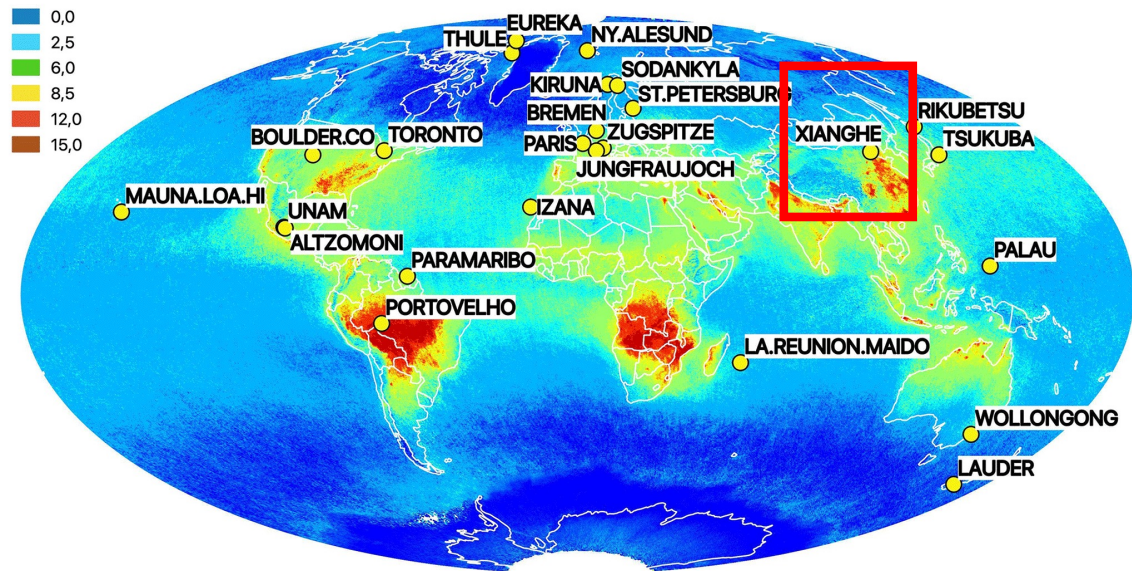 0,0
2,5
6,0
8,5
12,0
15,0
EUREKA
THULE
NY.ALESUND
SODANKYLA
KIRUNA
ST.PETERSBURG
BREMEN
RIKUBETSU
BOULDER.CO
TORONTO
PARIS
ZUGSPITZE
XIANGHE
TSUKUBA
JUNGFRAUJOCH
MAUNA.LOA.HI
UNAM
IZANA
ALTZOMONI
PARAMARIBO
PALAU
PORTOVELHO
LA.REUNION.MAIDO
WOLLONGONG
LAUDER